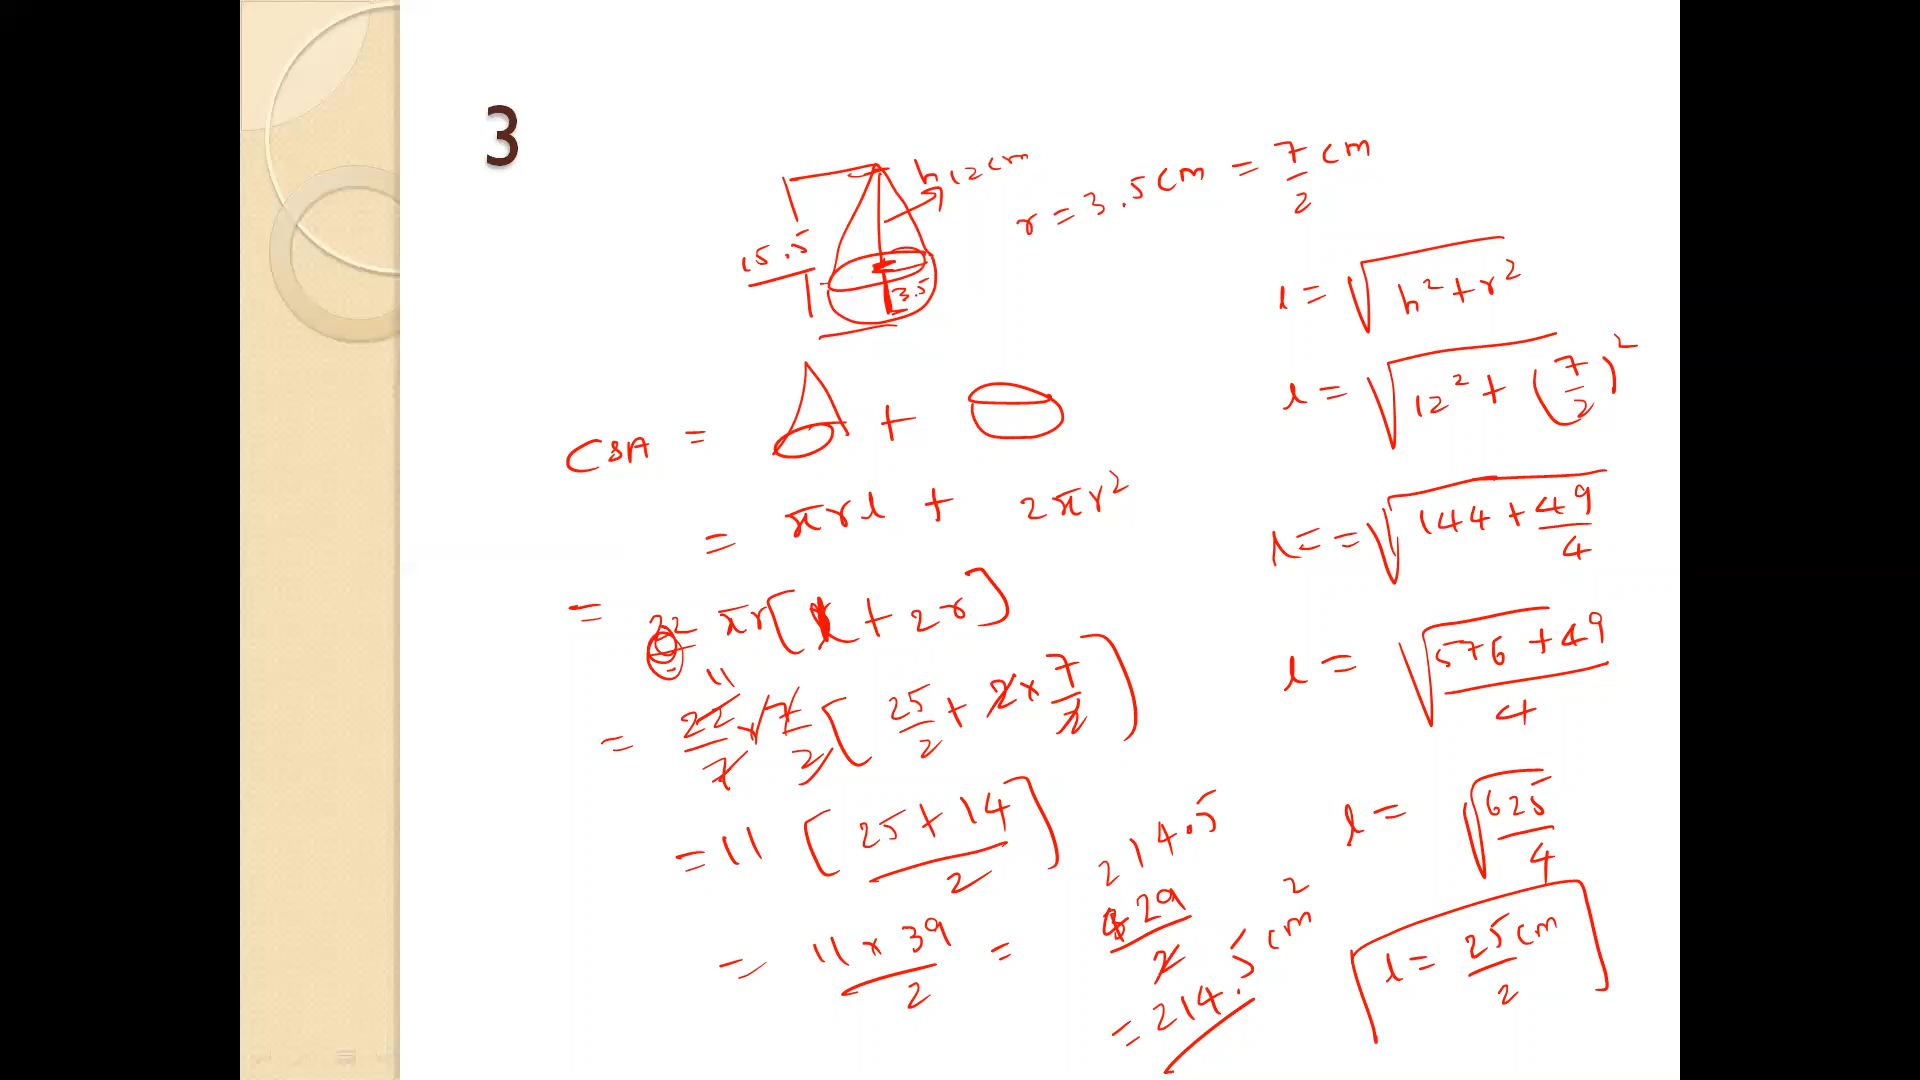 3
h 12 cm
r = 3.5 cm = 7/2 cm
15.5
3.5
l = √(h² + r²)
l = √(12² + (7/2)²)
CSA = +
l = = √(144 + 49/4)
= πrl + 2πr²
= πr[l + 2r]
l = √((576 + 49)/4)
11
= 22/7 × 7/2 [25/2 + 2 × 7/2)
l = √(625/4)
= 11 [(25 + 14)/2]
214.5
= (11 × 39)/2 = 429/2
l = 25/2 cm
= 214.5 cm²